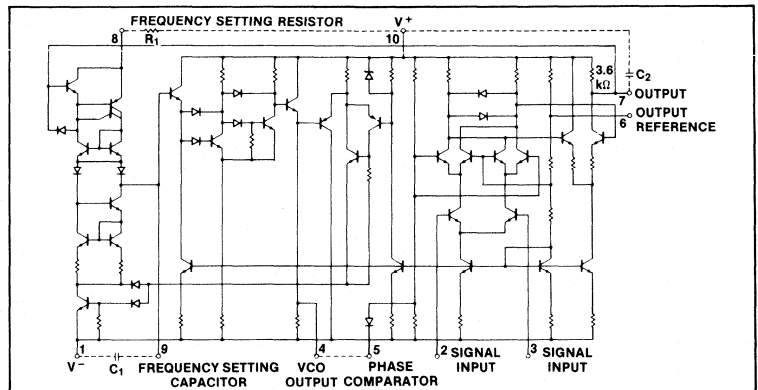 FREQUENCY SETTING RESISTOR
V+
8
R1
10
3.6
kΩ
C2
OUTPUT
7
OUTPUT
6
REFERENCE
1
9
4
5
2
SIGNAL
3
SIGNAL
V−
C1
FREQUENCY SETTING
VCO
PHASE
INPUT
INPUT
CAPACITOR
OUTPUT
COMPARATOR